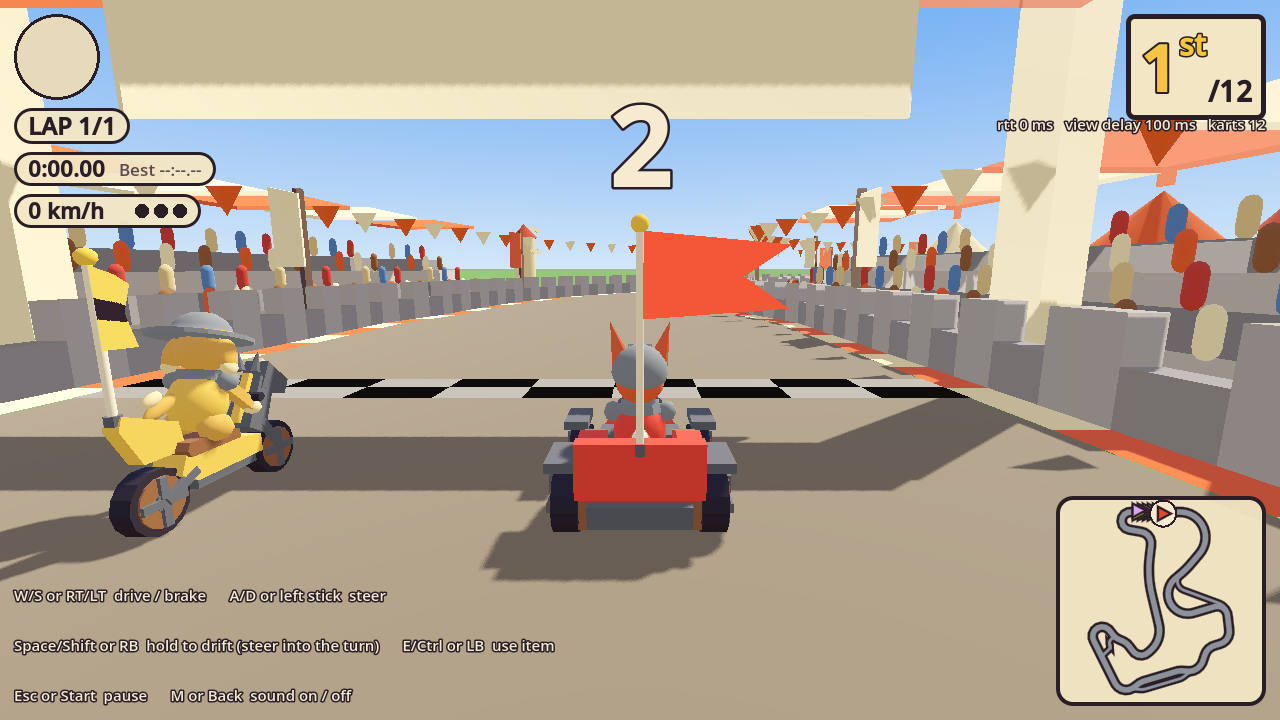 LAP 1/1
0:00.00 Best --:--.--
0 km/h
2
1st
/12
rtt 0 ms view delay 100 ms karts 12
W/S or RT/LT drive / brake A/D or left stick steer
Space/Shift or RB hold to drift (steer into the turn) E/Ctrl or LB use item
Esc or Start pause M or Back sound on / off